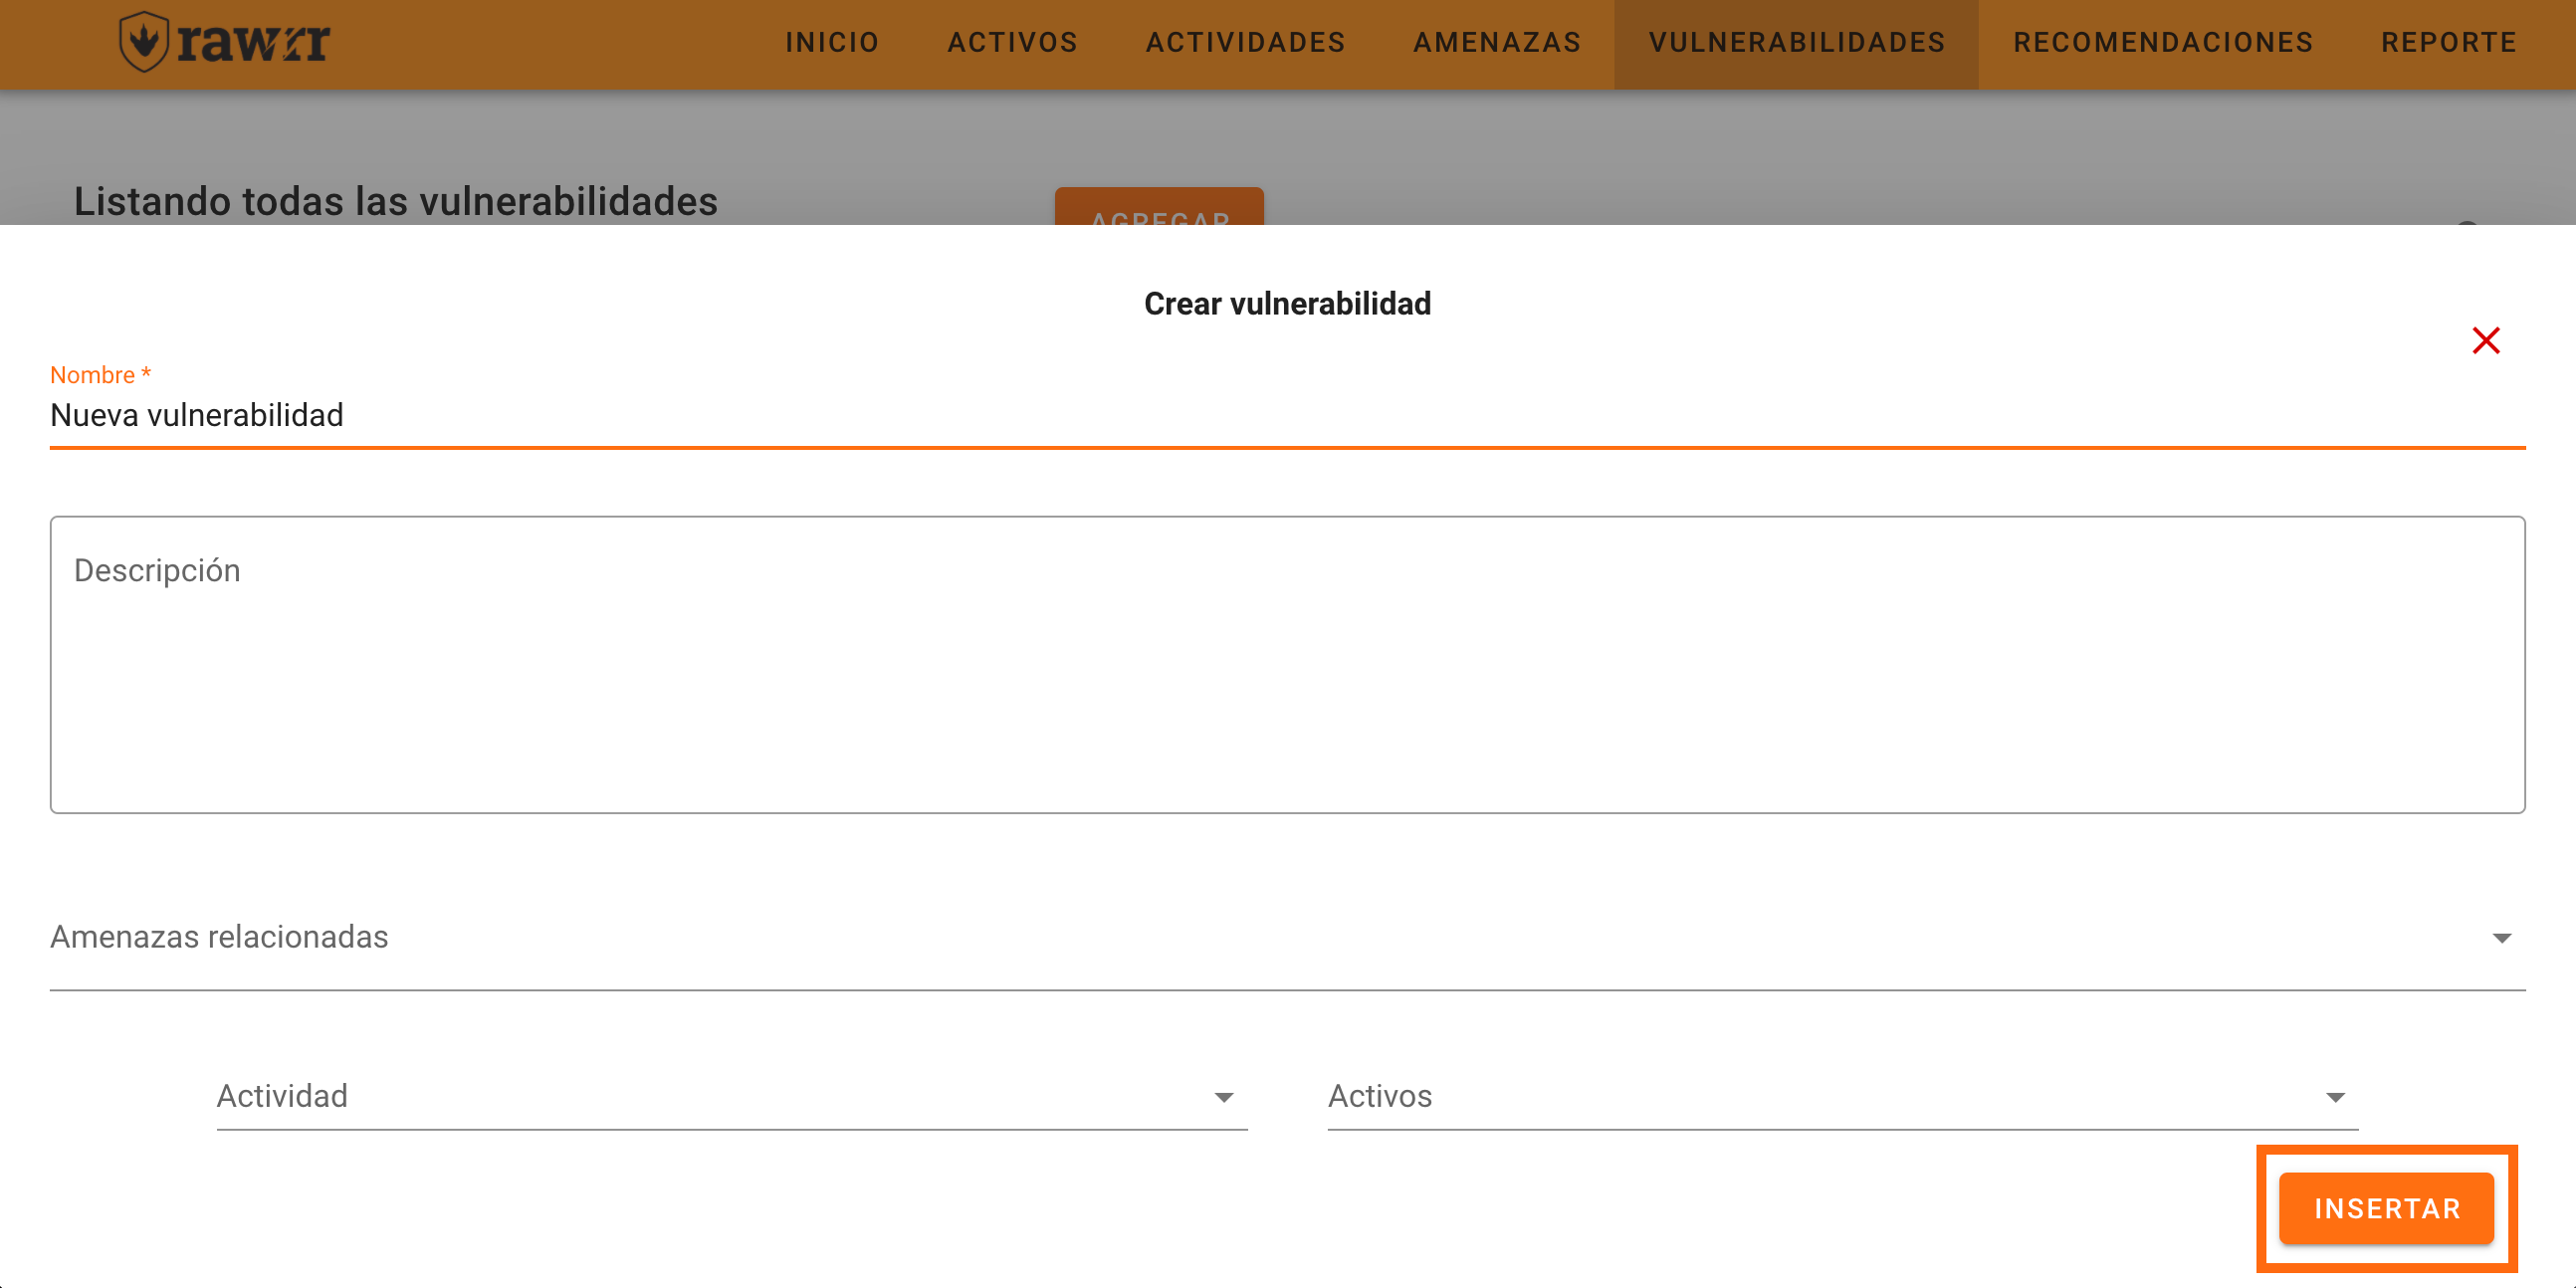 rawrr
INICIO ACTIVOS ACTIVIDADES AMENAZAS VULNERABILIDADES RECOMENDACIONES REPORTE
Listando todas las vulnerabilidades AGREGAR
Crear vulnerabilidad
Nombre *
Nueva vulnerabilidad
Descripción
Amenazas relacionadas
Actividad Activos
INSERTAR